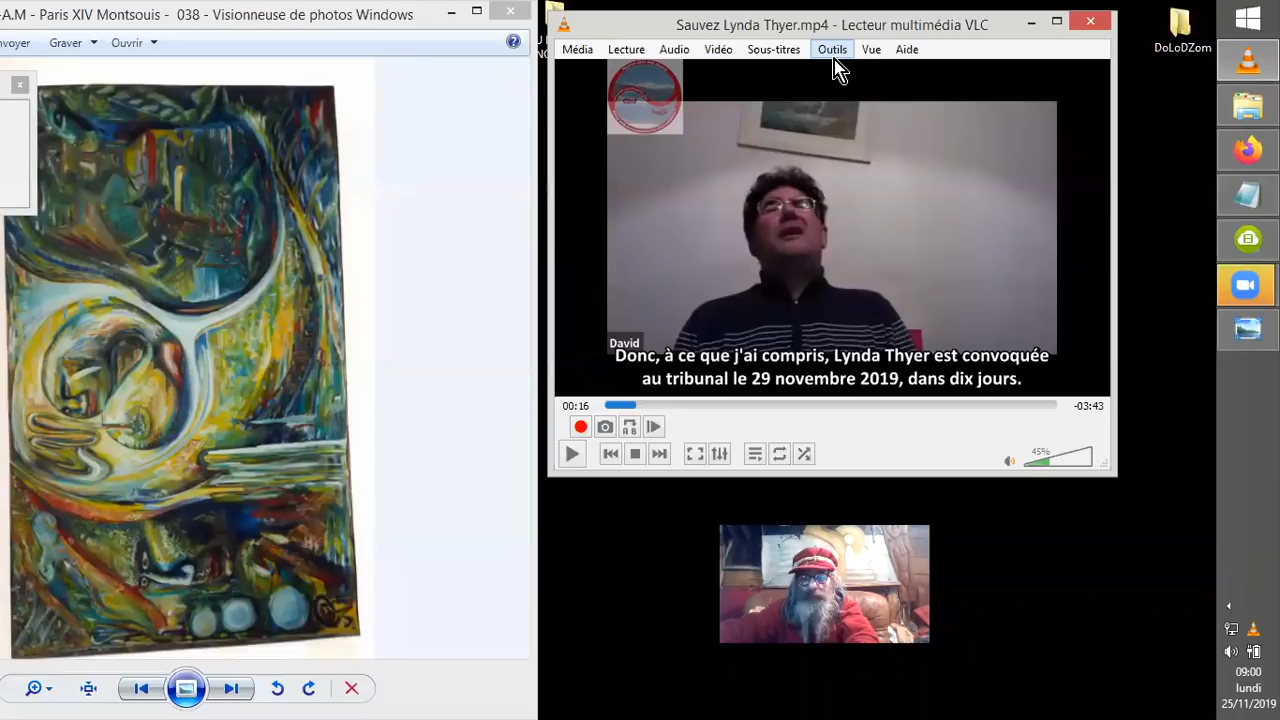 -A.M - Paris XIV Montsouis -  038 - Visionneuse de photos Windows
nvoyer Graver Ouvrir
Sauvez Lynda Thyer.mp4 - Lecteur multimédia VLC
Média Lecture Audio Vidéo Sous-titres Outils Vue Aide
David
Donc, à ce que j'ai compris, Lynda Thyer est convoquée
au tribunal le 29 novembre 2019, dans dix jours.
00:16
-03:43
45%
DoLoDZom
09:00
lundi
25/11/2019